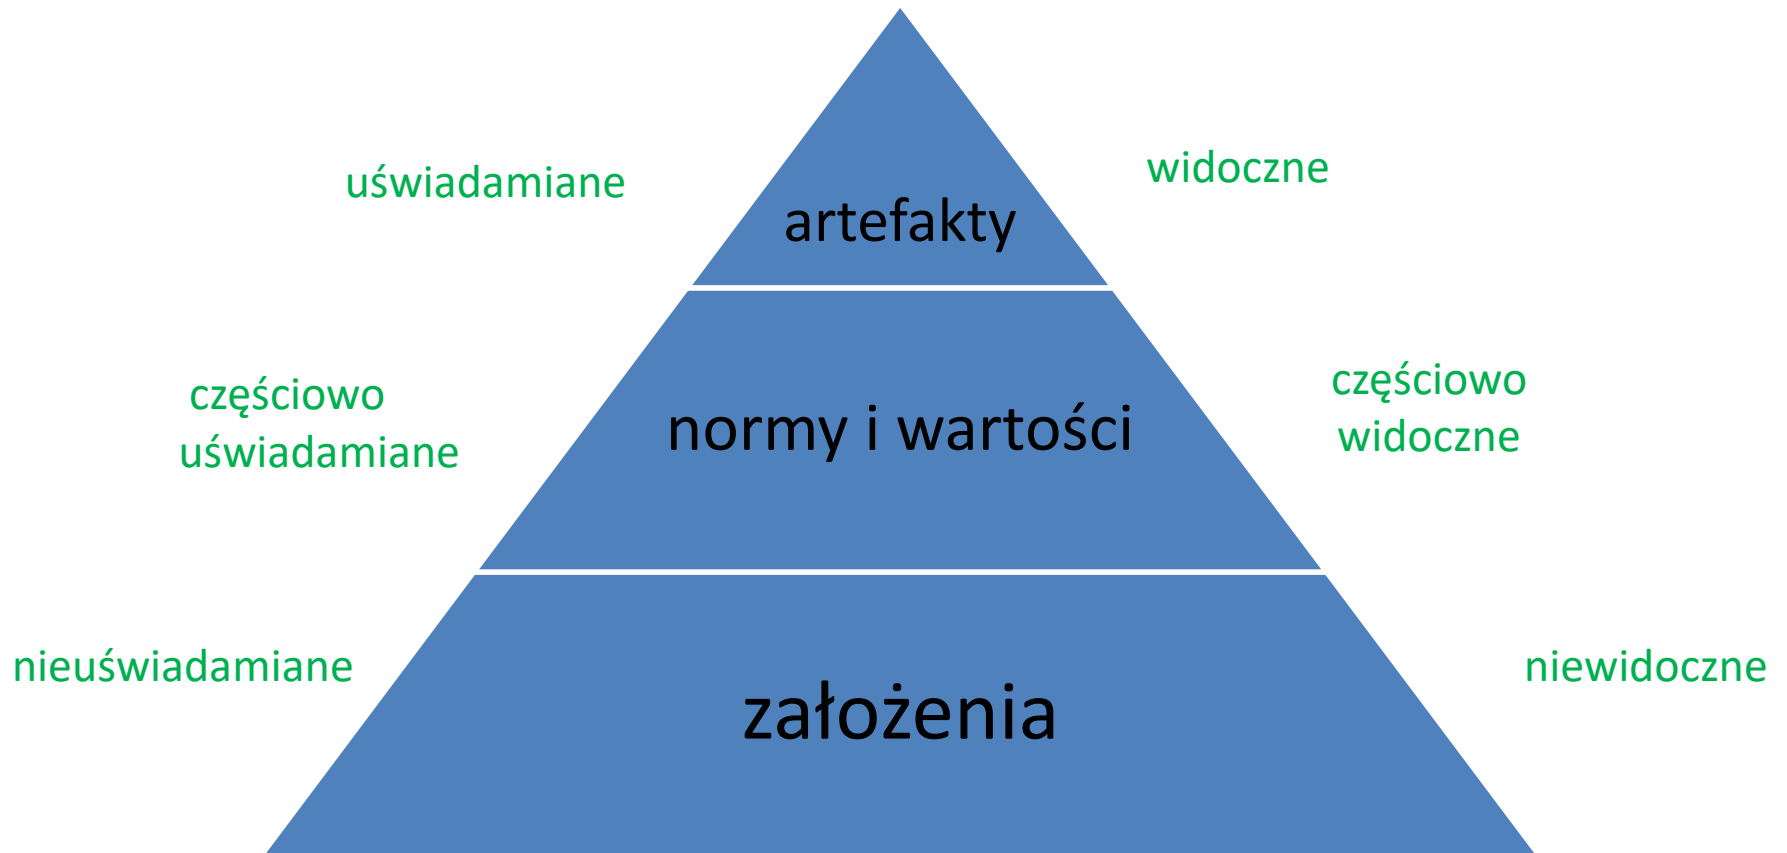 uświadamiane
widoczne
artefakty
częściowo
uświadamiane
normy i wartości
częściowo
widoczne
nieuświadamiane
założenia
niewidoczne